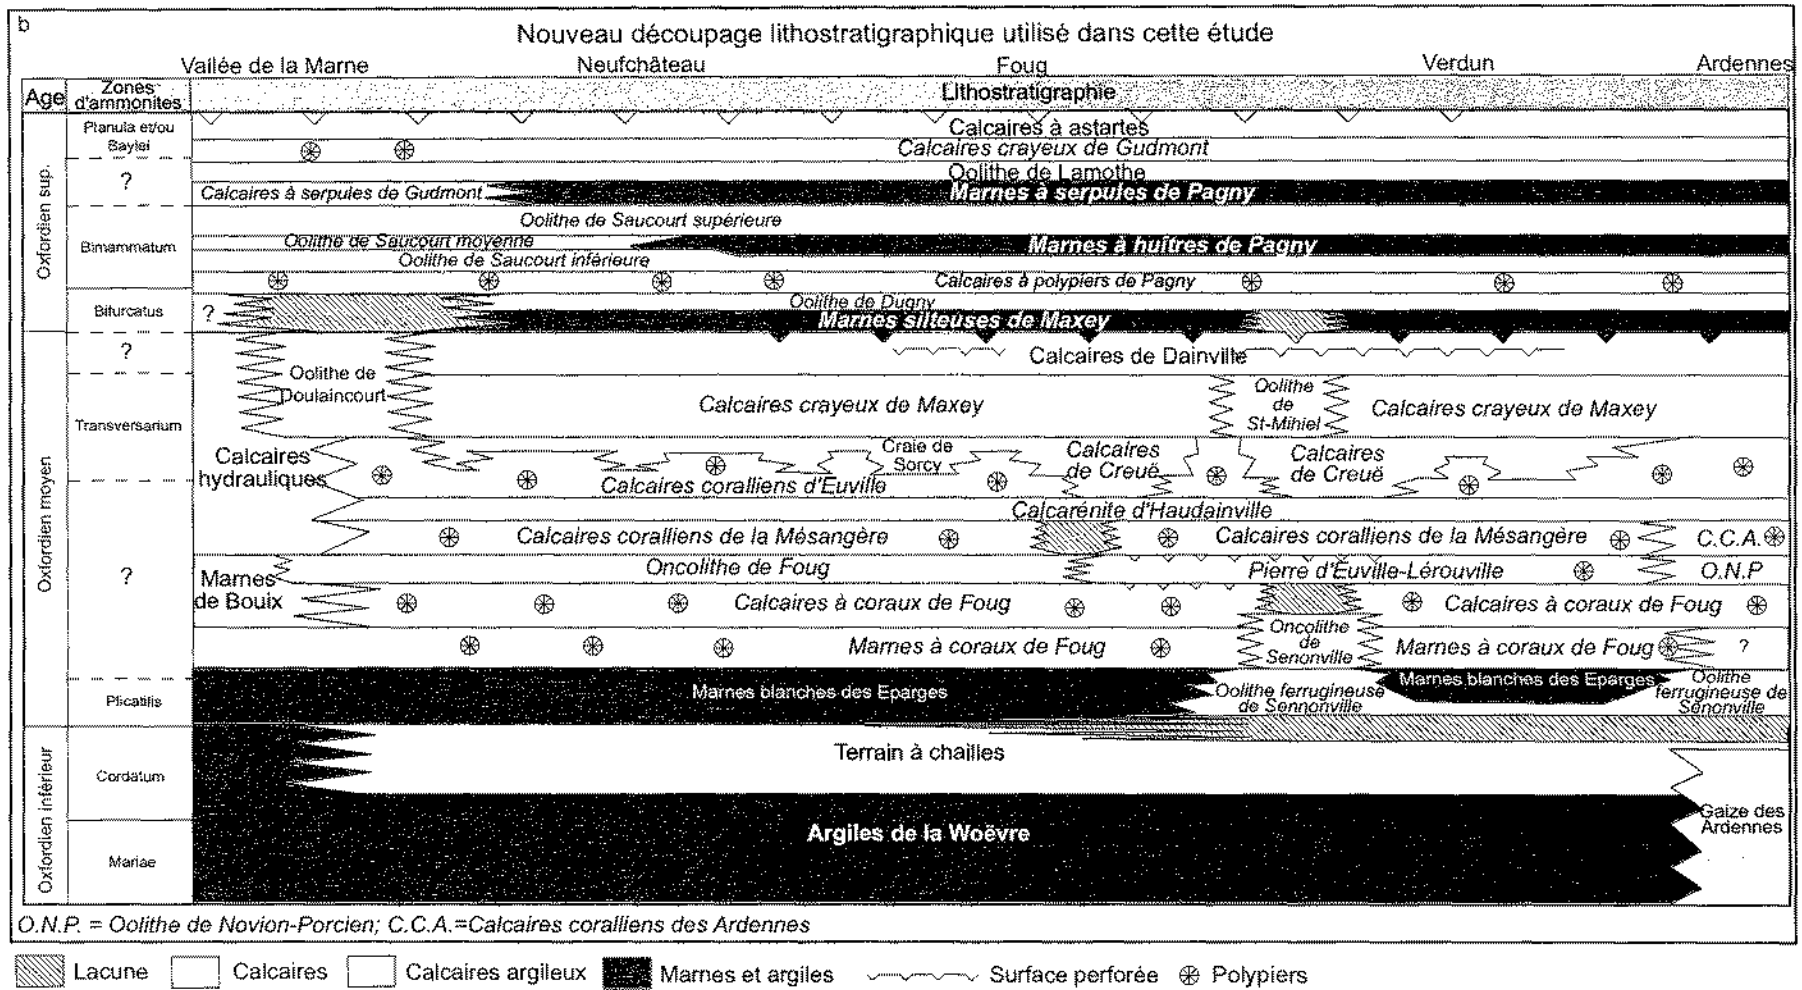 b
Nouveau découpage lithostratigraphique utilisé dans cette étude
Vallée de la Marne Neufchâteau Foug Verdun Ardennes
Age
Zones
d'ammonites
Lithostratigraphie
Oxfordien sup.
Planula et/ou
Baylei
?
Bimammatum
Bifurcatus
Oxfordien moyen
?
Transversarium
?
Plicatilis
Oxfordien inférieur
Cordatum
Mariae
Calcaires à astartes
Calcaires crayeux de Gudmont
Oolithe de Lamothe
Calcaires à serpules de Gudmont
Marnes à serpules de Pagny
Oolithe de Saucourt supérieure
Oolithe de Saucourt moyenne
Marnes à huîtres de Pagny
Oolithe de Saucourt inférieure
Calcaires à polypiers de Pagny
?
Oolithe de Dugny
Marnes silteuses de Maxey
Calcaires de Dainville
Oolithe de
Doulaincourt
Calcaires crayeux de Maxey
Oolithe
de
St-Mihiel
Calcaires crayeux de Maxey
Calcaires
hydrauliques
Craie de
Sorcy
Calcaires
de Creuë
Calcaires
de Creuë
Calcaires coralliens d'Euville
Calcarénite d'Haudainville
Calcaires coralliens de la Mésangère
Calcaires coralliens de la Mésangère
C.C.A.
Oncolithe de Foug
Pierre d'Euville-Lérouville
O.N.P
Marnes
de Bouix
Calcaires à coraux de Foug
Calcaires à coraux de Foug
Marnes à coraux de Foug
Oncolithe
de
Senonville
Marnes à coraux de Foug
?
Marnes blanches des Eparges
Oolithe ferrugineuse
de Sennonville
Marnes blanches des Eparges
Oolithe
ferrugineuse de
Sénonville
Terrain à chailles
Argiles de la Woëvre
Gaize des
Ardennes
O.N.P. = Oolithe de Novion-Porcien; C.C.A.=Calcaires coralliens des Ardennes
Lacune Calcaires Calcaires argileux Marnes et argiles Surface perforée Polypiers